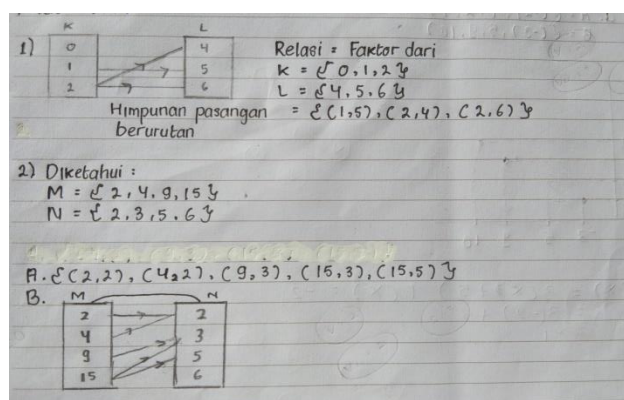 K L
1) 0 4 Relasi = Faktor dari
1 5 K = {0,1,2}
2 6 L = {4,5,6}
Himpunan pasangan = {(1,5), (2,4), (2,6)}
berurutan
2) Diketahui :
M = {2,4,9,15}
N = {2,3,5,6}
A. {(2,2), (4,2), (9,3), (15,3), (15,5)}
B. M N
2 2
4 3
9 5
15 6